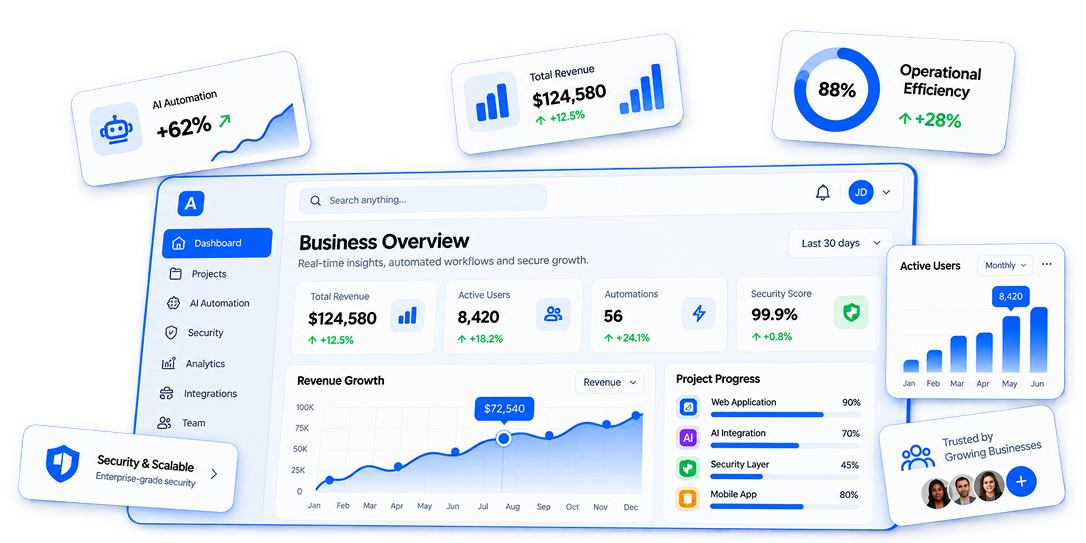 AI Automation
+62%
Total Revenue
$124,580
+12.5%
88%
Operational
Efficiency
+28%
A
Search anything...
JD
Dashboard
Projects
AI Automation
Security
Analytics
Integrations
Team
Business Overview
Real-time insights, automated workflows and secure growth.
Last 30 days
Total Revenue
$124,580
+12.5%
Active Users
8,420
+18.2%
Automations
56
+24.1%
Security Score
99.9%
+0.8%
Revenue Growth
Revenue
$72,540
100K
75K
50K
25K
0
Jan Feb Mar Apr May Jun Jul Aug Sep Oct Nov Dec
Project Progress
Web Application 90%
AI
AI Integration 70%
Security Layer 45%
Mobile App 80%
Active Users
Monthly
8,420
Jan Feb Mar Apr May Jun
Security & Scalable
Enterprise-grade security
Trusted by
Growing Businesses
+